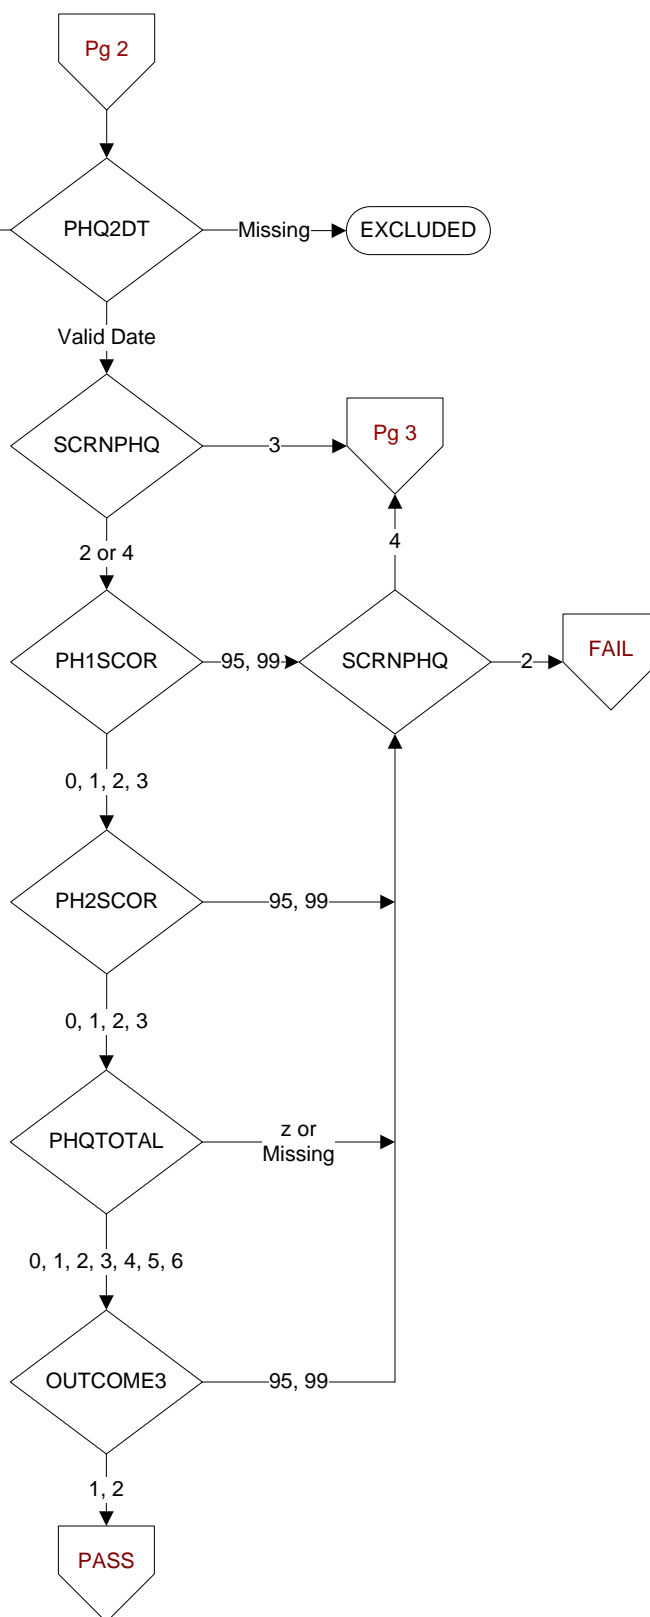 Pg 2
PHQ2DT
Missing
EXCLUDED
Valid Date
SCRNPHQ
3
Pg 3
2 or 4
4
PH1SCOR
95, 99
SCRNPHQ
2
FAIL
0, 1, 2, 3
PH2SCOR
95, 99
0, 1, 2, 3
PHQTOTAL
z or
Missing
0, 1, 2, 3, 4, 5, 6
OUTCOME3
95, 99
1, 2
PASS